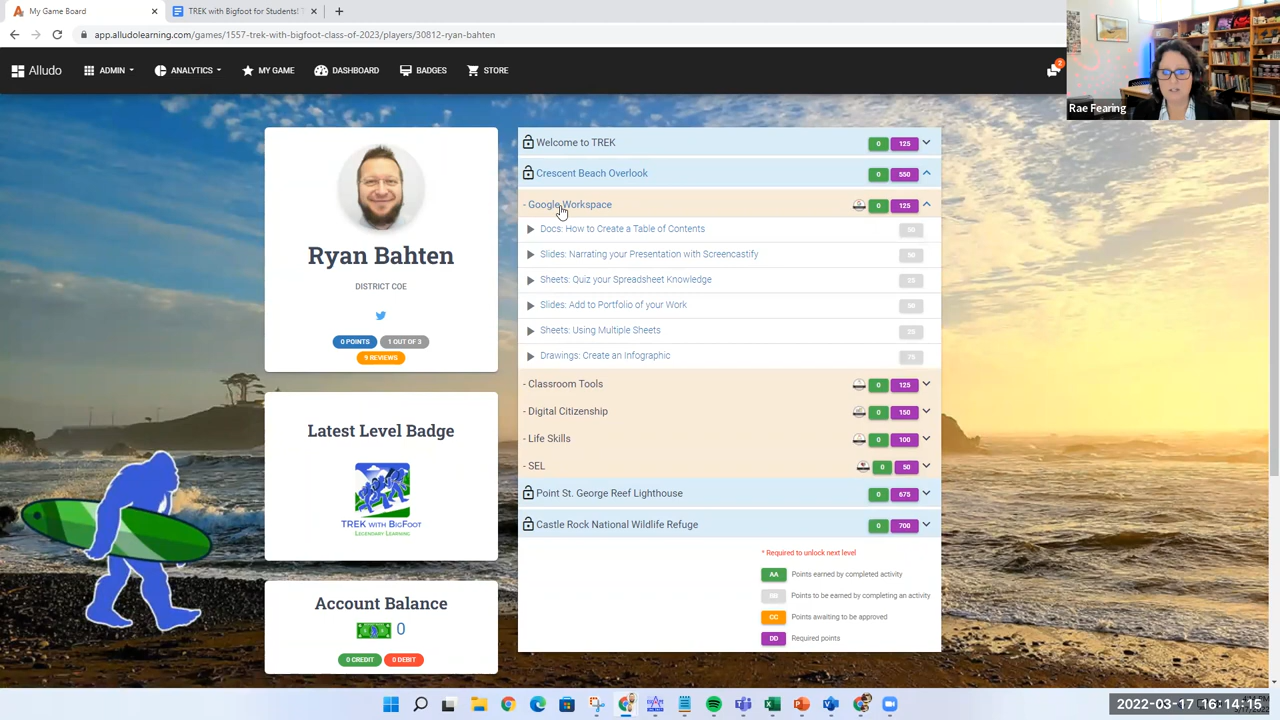 My Game Board
TREK with Bigfoot for Students! T
app.alludolearning.com/games/1557-trek-with-bigfoot-class-of-2023/players/80812-ryan-bahten
Alludo
ADMIN
ANALYTICS
MY GAME
DASHBOARD
BADGES
STORE
2
Rae Fearing
Ryan Bahten
DISTRICT COE
0 POINTS
1 OUT OF 3
9 REVIEWS
Latest Level Badge
TREK WITH BIGFOOT
LEGENDARY LEARNING
Account Balance
0
0 CREDIT
0 DEBIT
Welcome to TREK 0 125
Crescent Beach Overlook 0 550
- Google Workspace 0 125
Docs: How to Create a Table of Contents 50
Slides: Narrating your Presentation with Screencastify 50
Sheets: Quiz your Spreadsheet Knowledge
Slides: Add to Portfolio of your Work
Sheets: Using Multiple Sheets
Drawings: Create an Infographic
- Classroom Tools 0 125
- Digital Citizenship 0 150
- Life Skills 0 100
- SEL 0 50
Point St. George Reef Lighthouse 0 675
Castle Rock National Wildlife Refuge 0 700
* Required to unlock next level
AA Points earned by completed activity
BB Points to be earned by completing an activity
CC Points awaiting to be approved
DD Required points
2022-03-17 16:14:15